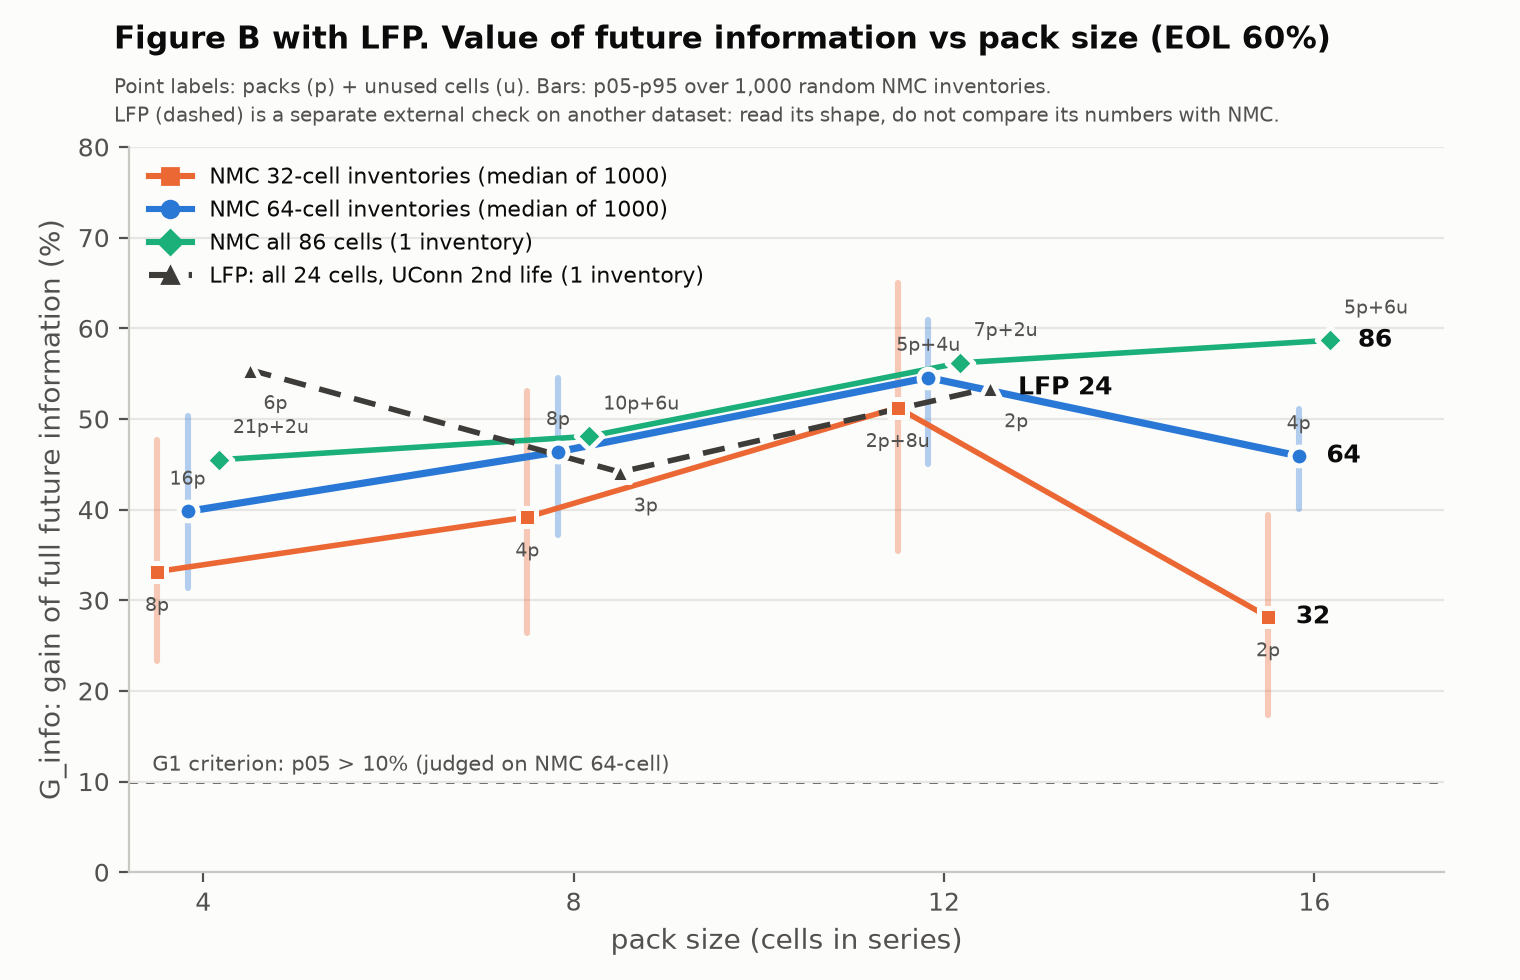 Figure B with LFP. Value of future information vs pack size (EOL 60%)
Point labels: packs (p) + unused cells (u). Bars: p05-p95 over 1,000 random NMC inventories.
LFP (dashed) is a separate external check on another dataset: read its shape, do not compare its numbers with NMC.
G_info: gain of full future information (%)
80
70
60
50
40
30
20
10
0
NMC 32-cell inventories (median of 1000)
NMC 64-cell inventories (median of 1000)
NMC all 86 cells (1 inventory)
LFP: all 24 cells, UConn 2nd life (1 inventory)
5p+6u
7p+2u
86
5p+4u
LFP 24
6p
10p+6u
8p
2p
4p
21p+2u
2p+8u
64
16p
3p
4p
8p
32
2p
G1 criterion: p05 > 10% (judged on NMC 64-cell)
4
8
12
16
pack size (cells in series)